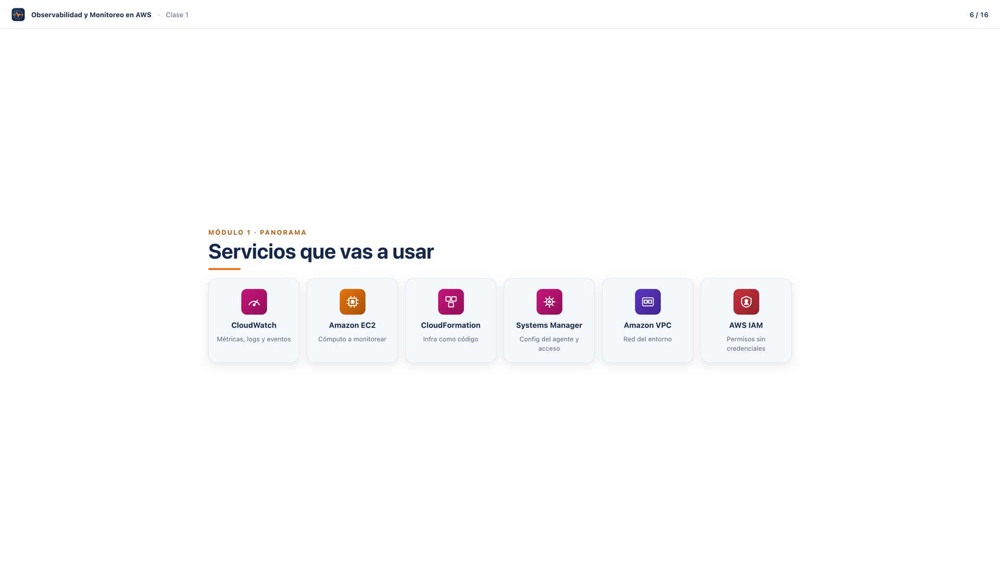 Observabilidad y Monitoreo en AWS · Clase 1
6 / 16
MÓDULO 1 · PANORAMA
Servicios que vas a usar
CloudWatch
Métricas, logs y eventos
Amazon EC2
Cómputo a monitorear
CloudFormation
Infra como código
Systems Manager
Config del agente y
acceso
Amazon VPC
Red del entorno
AWS IAM
Permisos sin
credenciales